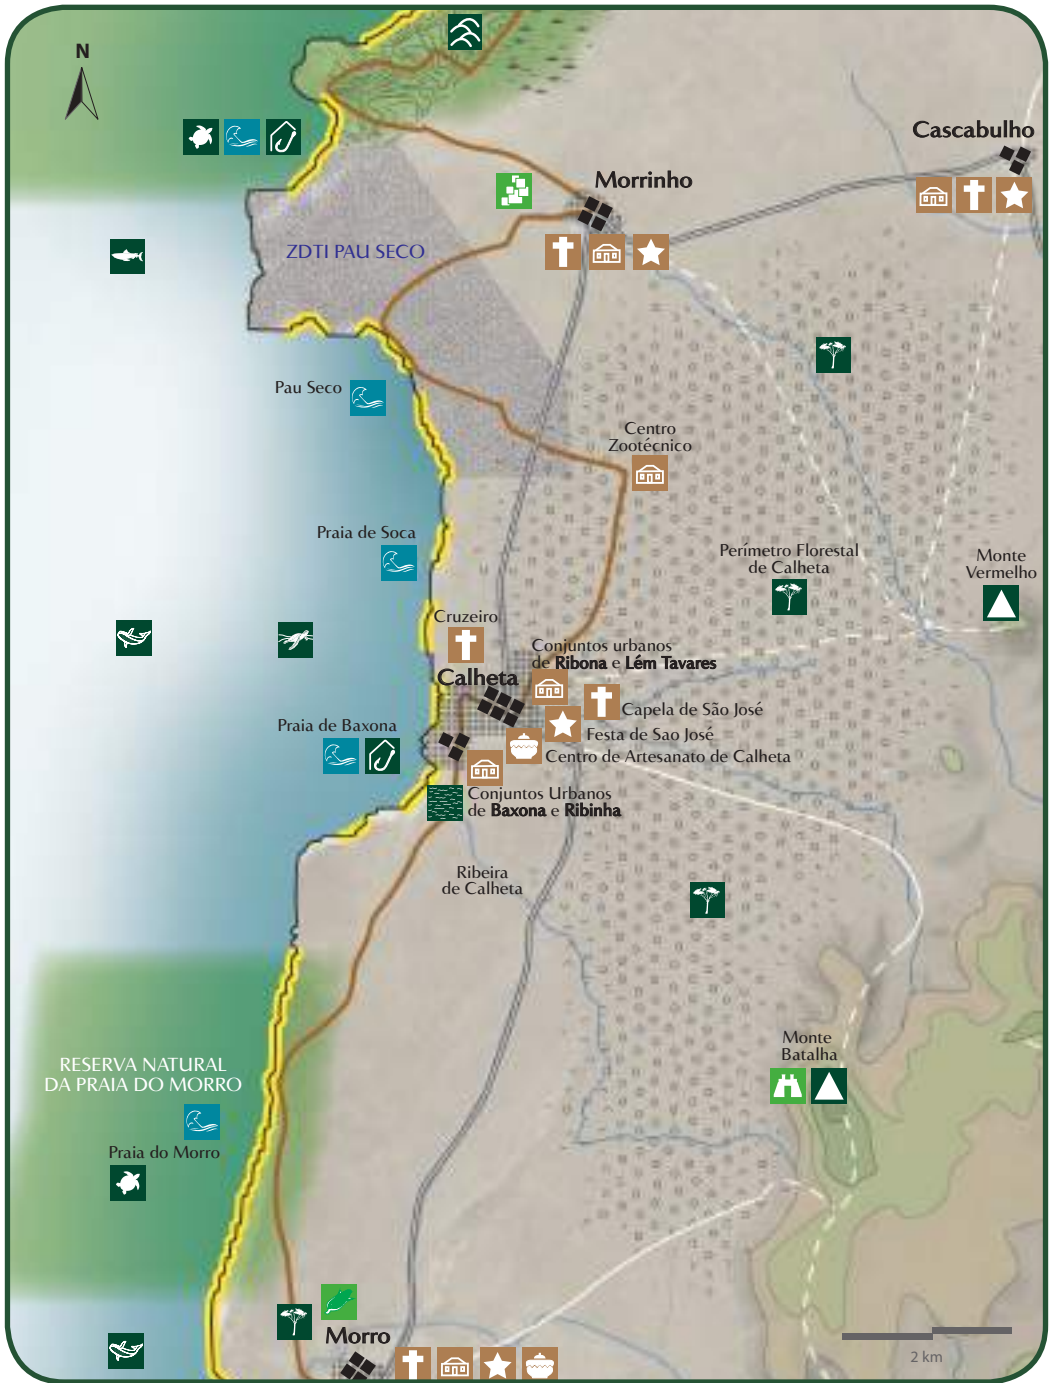 N
Cascabulho
Morrinho
ZDTI PAU SECO
Pau Seco
Centro
Zootécnico
Praia de Soca
Perímetro Florestal
de Calheta
Monte
Vermelho
Cruzeiro
Conjuntos urbanos
de Ribona e Lém Tavares
Calheta
Capela de São José
Praia de Baxona
Festa de Sao José
Centro de Artesanato de Calheta
Conjuntos Urbanos
de Baxona e Ribinha
Ribeira
de Calheta
Monte
Batalha
RESERVA NATURAL
DA PRAIA DO MORRO
Praia do Morro
Morro
2 km